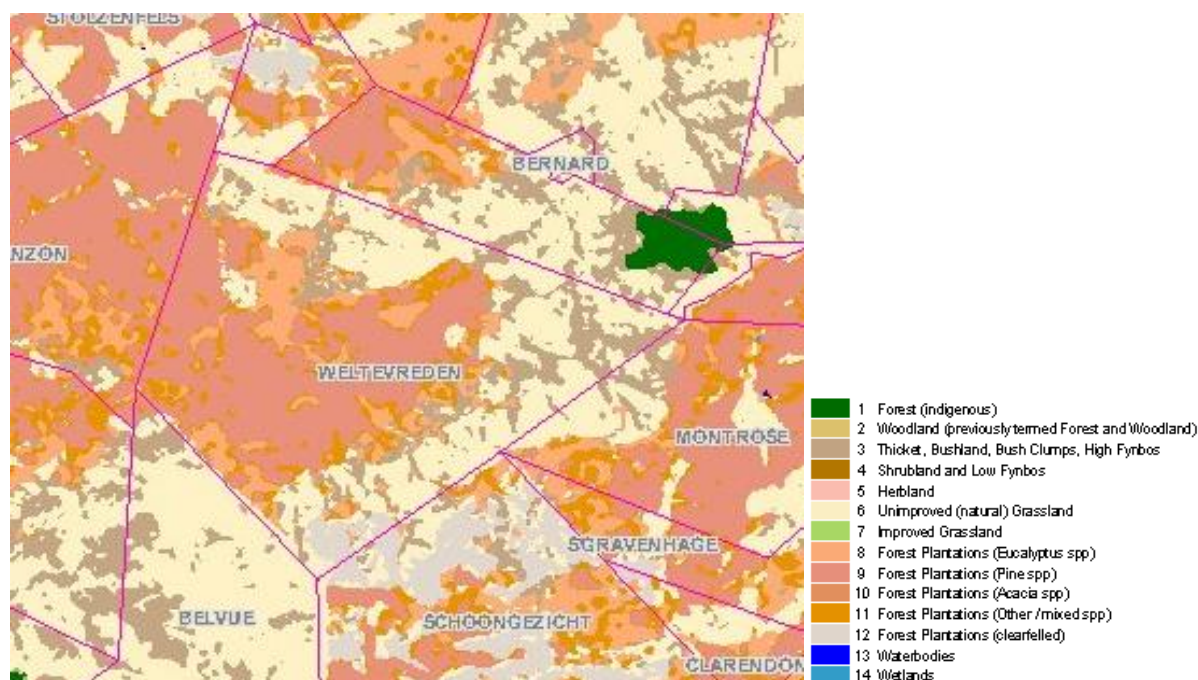 STOLZENFELS
BERNARD
NZON
WELTEVREDEN
MONTROSE
SGRAVENHAGE
BELVUE
SCHOONGEZICHT
CLARENDON
1 Forest (indigenous)
2 Woodland (previously termed Forest and Woodland)
3 Thicket, Bushland, Bush Clumps, High Fynbos
4 Shrubland and Low Fynbos
5 Herbland
6 Unimproved (natural) Grassland
7 Improved Grassland
8 Forest Plantations (Eucalyptus spp)
9 Forest Plantations (Pine spp)
10 Forest Plantations (Acacia spp)
11 Forest Plantations (Other /mixed spp)
12 Forest Plantations (clearfelled)
13 Waterbodies
14 Wetlands